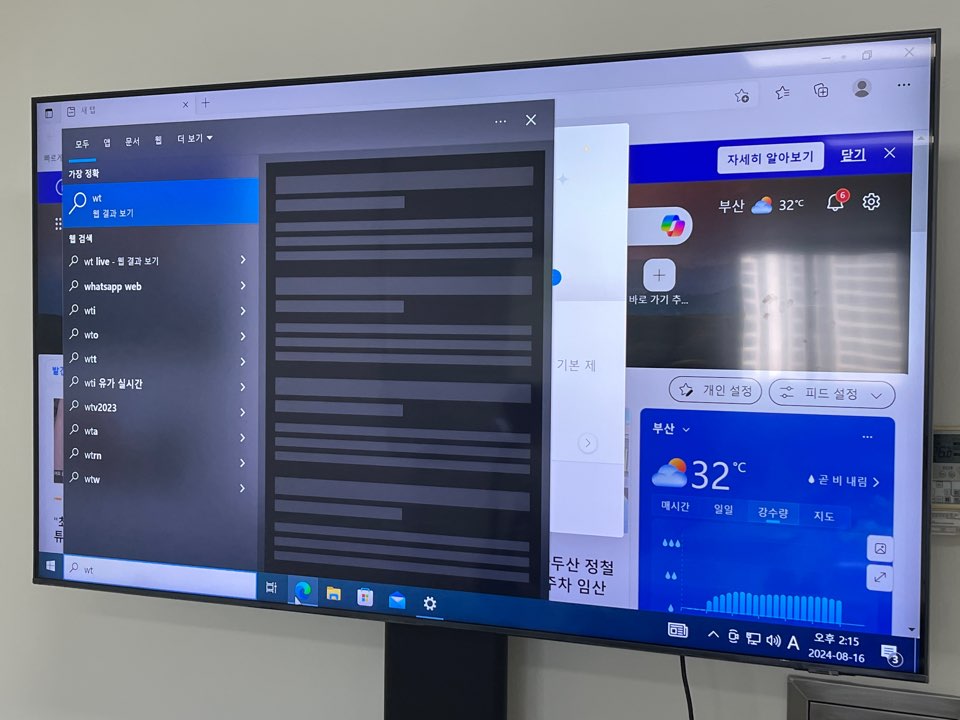 새 탭
모두 앱 문서 웹 더 보기
가장 정확
wt
웹 결과 보기
웹 검색
wt live - 웹 결과 보기
whatsapp web
wti
wto
wtt
wti 유가 실시간
wtv2023
wta
wtrn
wtw
wt
자세히 알아보기 닫기
부산 32°C 6
바로 가기 추...
기본 제
개인 설정 피드 설정
부산
32°C 곧 비 내림
매시간 일일 강수량 지도
두산 정철
주차 임산
A 오후 2:15
2024-08-16 3